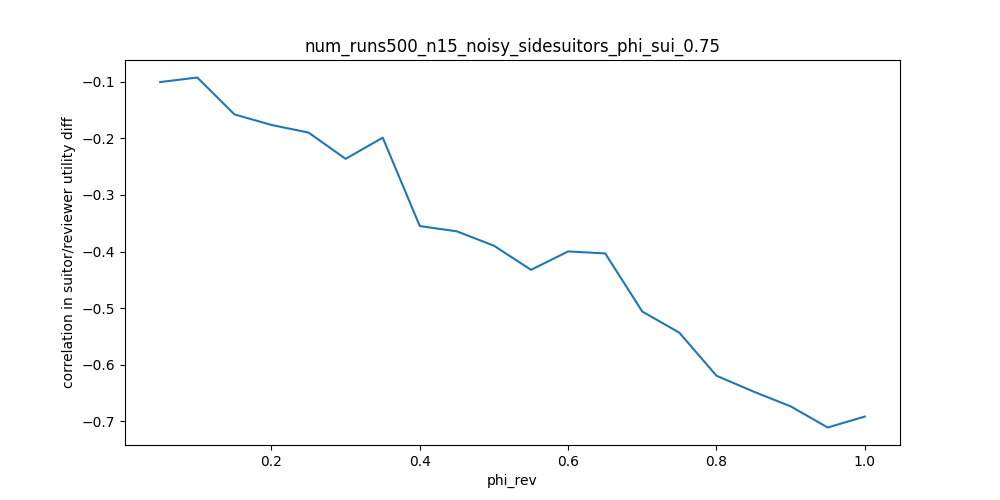 num_runs500_n15_noisy_sidesuitors_phi_sui_0.75
correlation in suitor/reviewer utility diff
−0.1
−0.2
−0.3
−0.4
−0.5
−0.6
−0.7
0.2 0.4 0.6 0.8 1.0
phi_rev